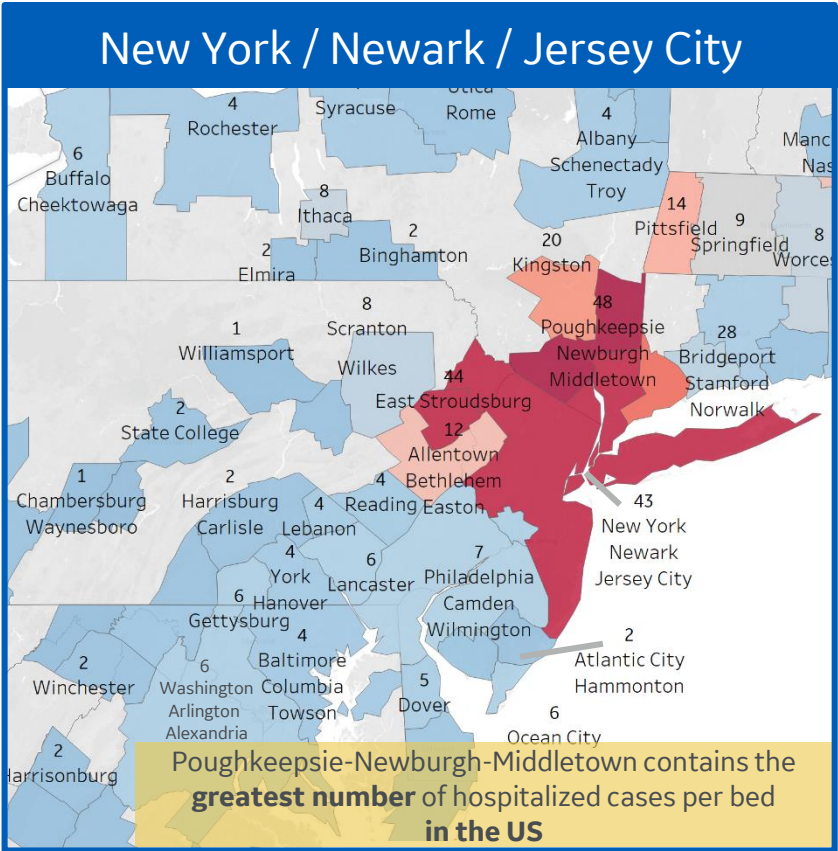 New York / Newark / Jersey City
4
Rochester
Syracuse
Utica
Rome
4
Albany
Schenectady
Troy
6
Buffalo
Cheektowaga
8
Ithaca
2
Elmira
2
Binghamton
20
Kingston
14
Pittsfield
9
Springfield
8
1
Williamsport
8
Scranton
Wilkes
48
Poughkeepsie
Newburgh
Middletown
28
Bridgeport
Stamford
Norwalk
2
State College
44
East Stroudsburg
12
Allentown
Bethlehem
Easton
1
Chambersburg
Waynesboro
2
Harrisburg
Carlisle
4
Lebanon
4
Reading
43
New York
Newark
Jersey City
4
York
Hanover
6
Lancaster
7
Philadelphia
Camden
Wilmington
6
Gettysburg
2
Winchester
6
Washington
Arlington
Alexandria
4
Baltimore
Columbia
Towson
5
Dover
2
Atlantic City
Hammonton
6
Ocean City
2
Harrisonburg
Poughkeepsie-Newburgh-Middletown contains the
greatest number of hospitalized cases per bed
in the US